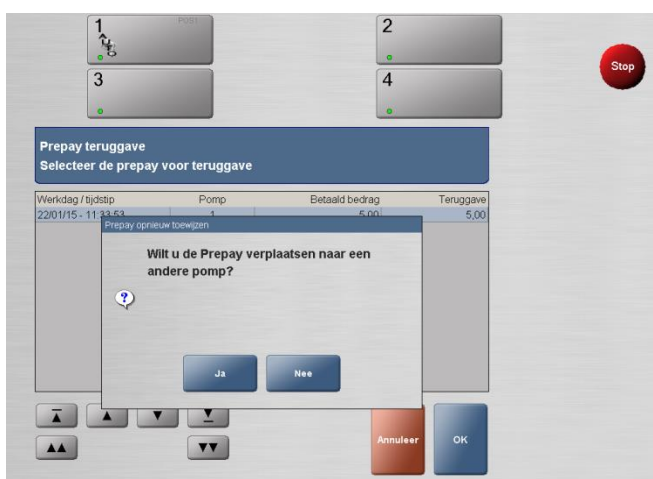 1
POS1
2
Stop
3
4
Prepay teruggave
Selecteer de prepay voor teruggave
Werkdag / tijdstip Pomp Betaald bedrag Teruggave
22/01/15 - 11:33:53 1 5,00 5,00
Prepay opnieuw toewijzen
Wilt u de Prepay verplaatsen naar een
andere pomp?
?
Ja Nee
Annuleer OK